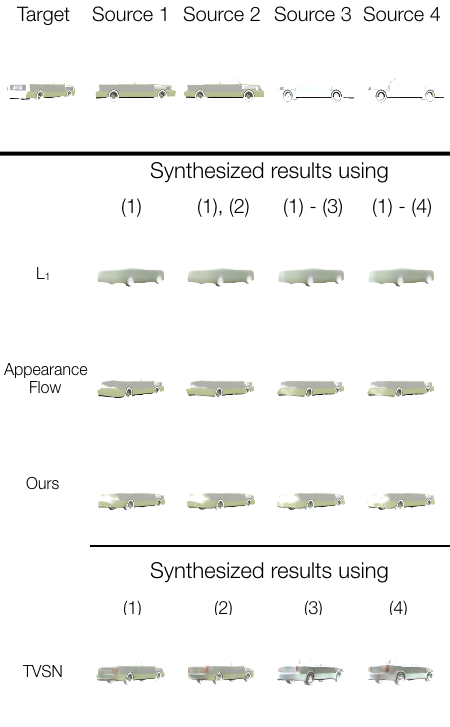 Target Source 1 Source 2 Source 3 Source 4
Synthesized results using
(1) (1), (2) (1) - (3) (1) - (4)
L₁
Appearance
Flow
Ours
Synthesized results using
(1) (2) (3) (4)
TVSN